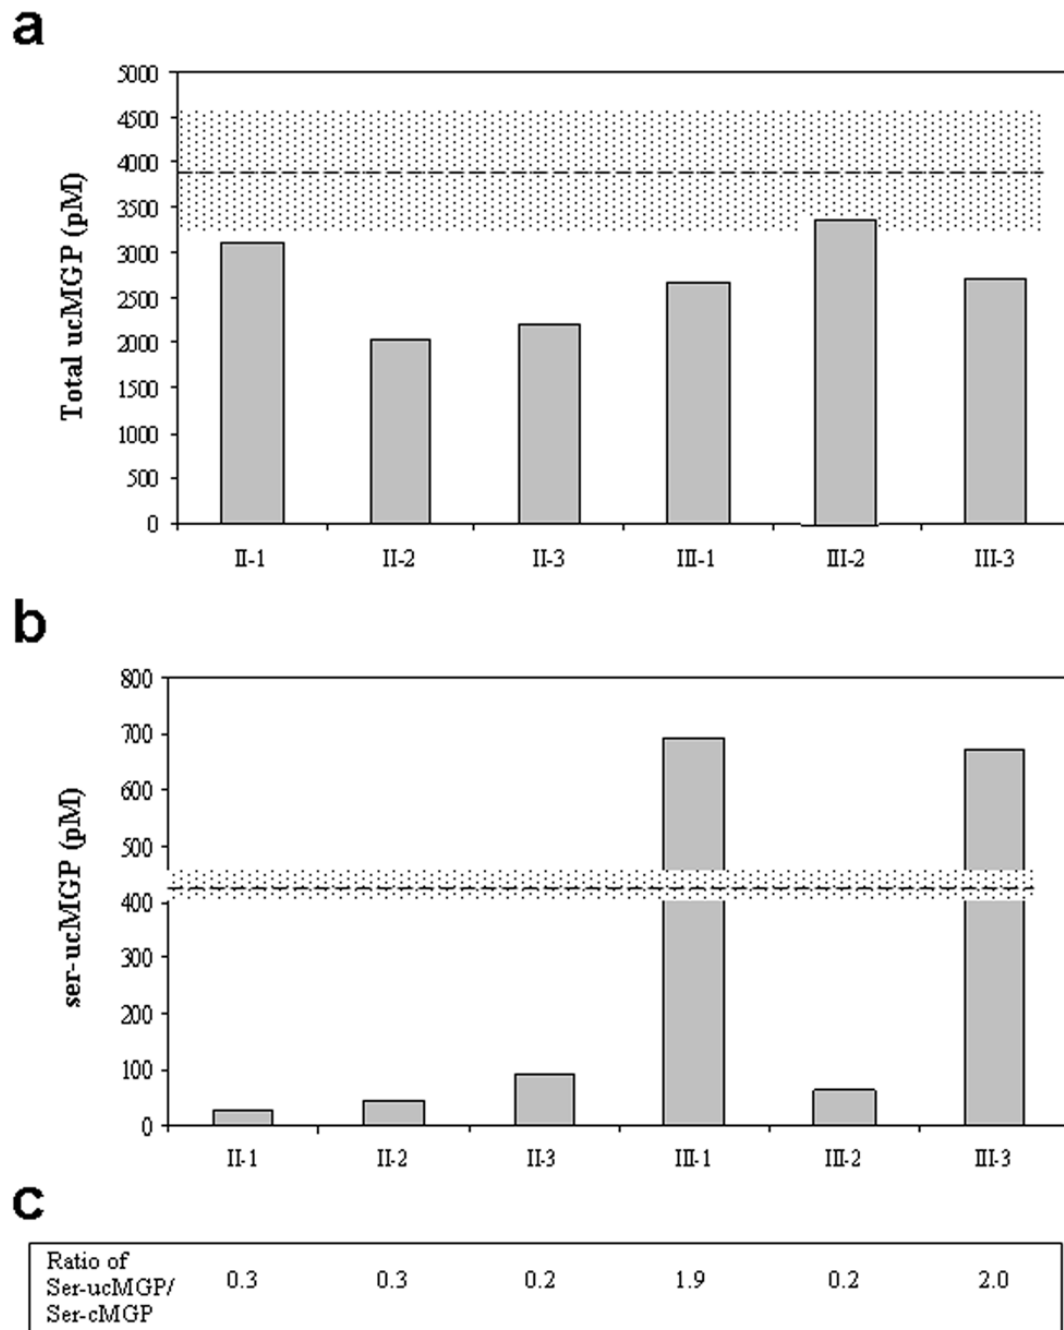 a
5000
4500
4000
3500
3000
2500
2000
1500
1000
500
0
Total ucMGP (pM)
II-1 II-2 II-3 III-1 III-2 III-3
b
800
700
600
500
400
300
200
100
0
ser-ucMGP (pM)
II-1 II-2 II-3 III-1 III-2 III-3
c
Ratio of
Ser-ucMGP/ 0.3 0.3 0.2 1.9 0.2 2.0
Ser-cMGP